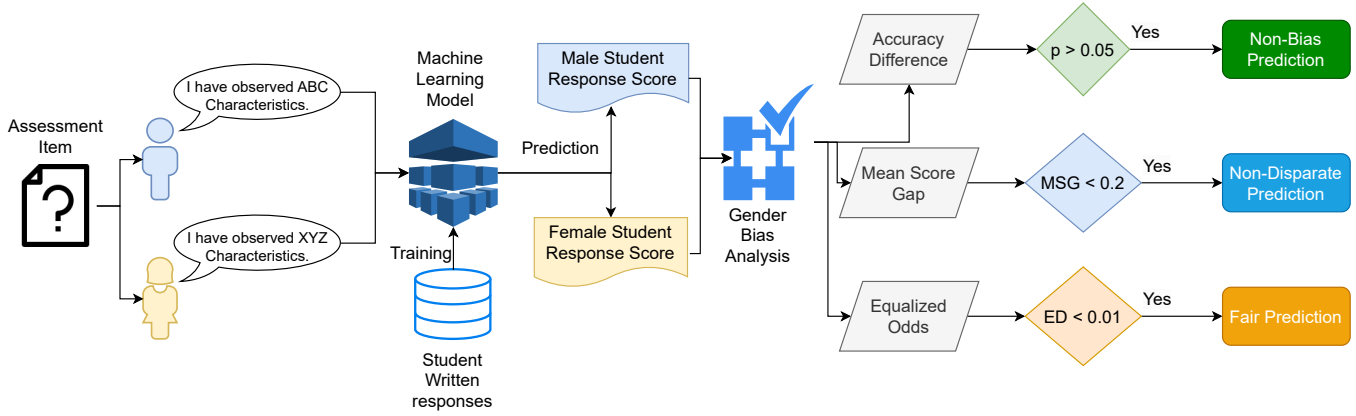 Assessment
Item
?
I have observed ABC
Characteristics.
I have observed XYZ
Characteristics.
Machine
Learning
Model
Training
Student
Written
responses
Prediction
Male Student
Response Score
Female Student
Response Score
Gender
Bias
Analysis
Accuracy
Difference
p > 0.05
Yes
Non-Bias
Prediction
Mean Score
Gap
MSG < 0.2
Yes
Non-Disparate
Prediction
Equalized
Odds
ED < 0.01
Yes
Fair Prediction